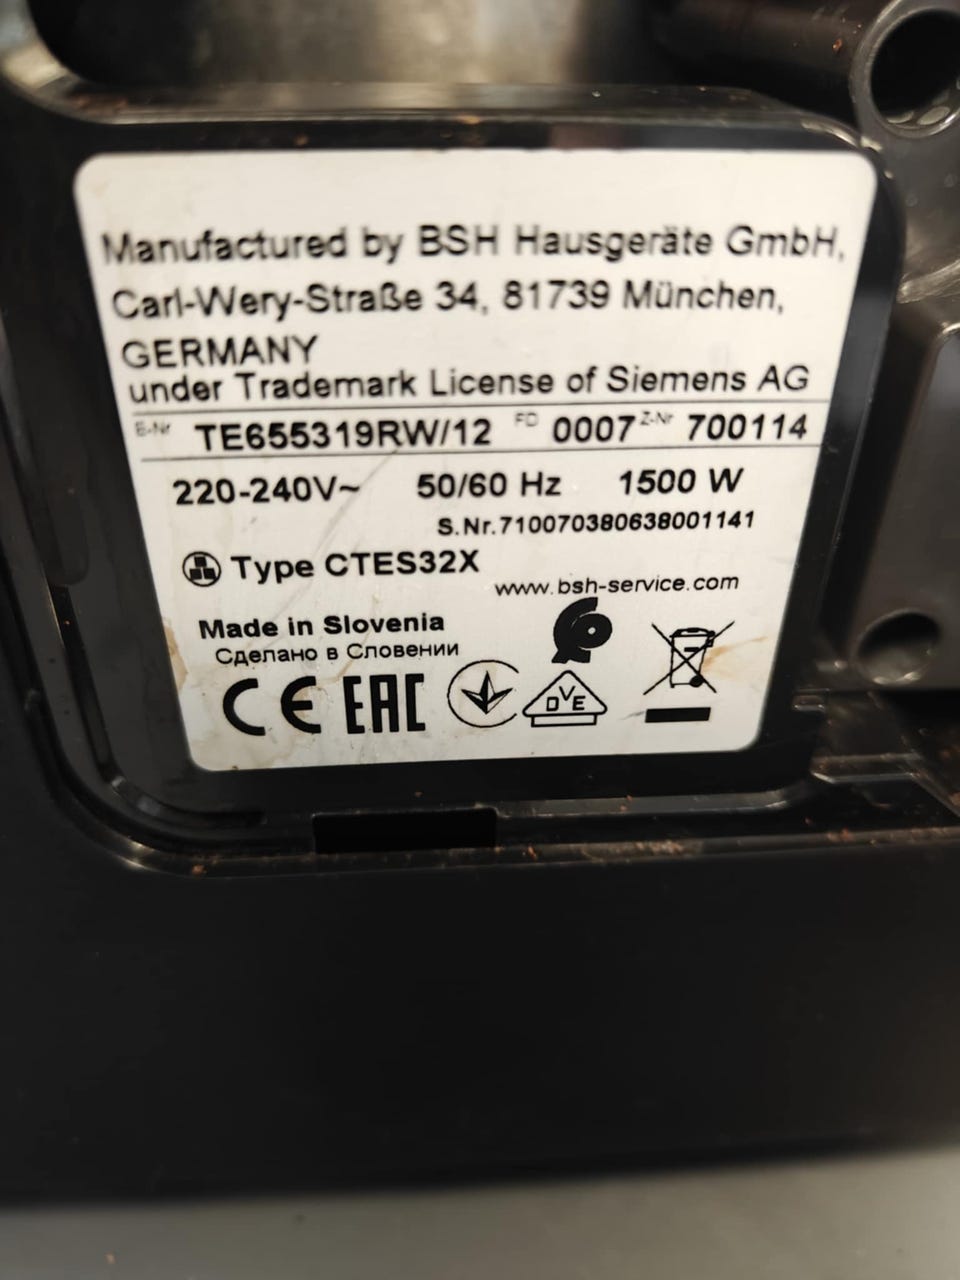 Manufactured by BSH Hausgeräte GmbH,
Carl-Wery-Straße 34, 81739 München,
GERMANY
under Trademark License of Siemens AG
E-Nr TE655319RW/12 FD 0007 Z-Nr 700114
220-240V~ 50/60 Hz 1500 W
S.Nr.710070380638001141
Type CTES32X
www.bsh-service.com
Made in Slovenia
Сделано в Словении
CE EAC DVE